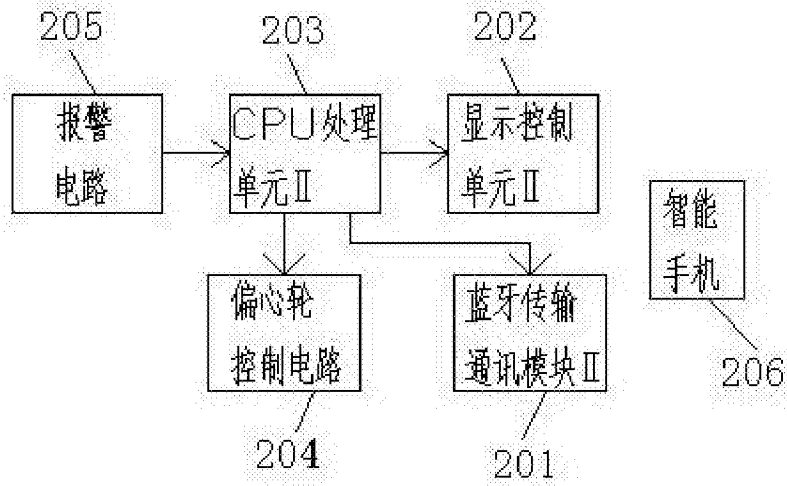 205
203
202
报警
电路
CPU处理
单元Ⅱ
显示控制
单元Ⅱ
智能
手机
偏心轮
控制电路
蓝牙传输
通讯模块Ⅱ
206
204
201